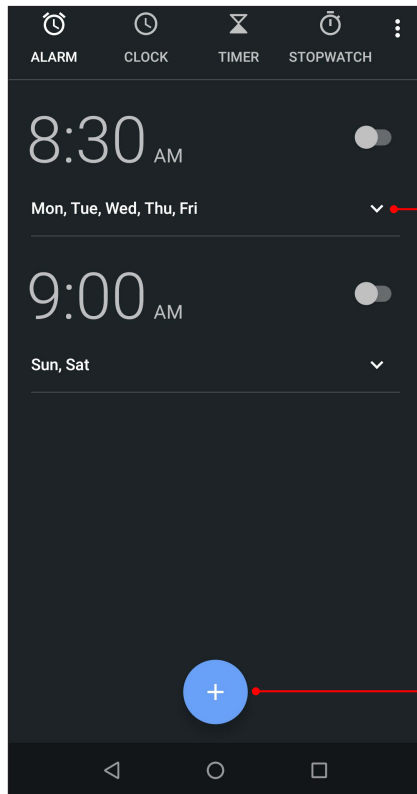 ALARM CLOCK TIMER STOPWATCH
8:30 AM
Mon, Tue, Wed, Thu, Fri
9:00 AM
Sun, Sat